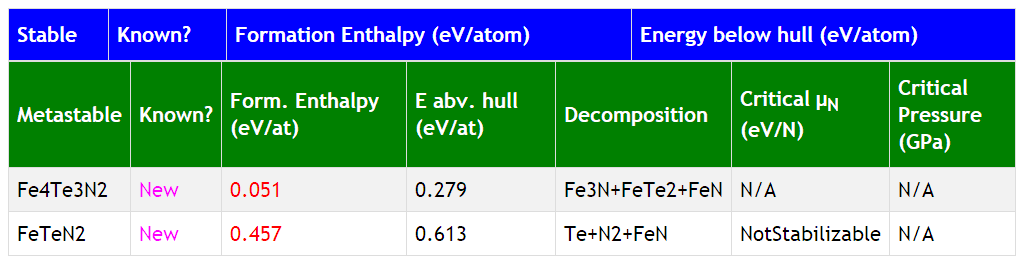 Stable Known? Formation Enthalpy (eV/atom) Energy below hull (eV/atom)
Metastable Known? Form. Enthalpy (eV/at) E abv. hull (eV/at) Decomposition Critical μN (eV/N) Critical Pressure (GPa)
Fe4Te3N2 New 0.051 0.279 Fe3N+FeTe2+FeN N/A N/A
FeTeN2 New 0.457 0.613 Te+N2+FeN NotStabilizable N/A